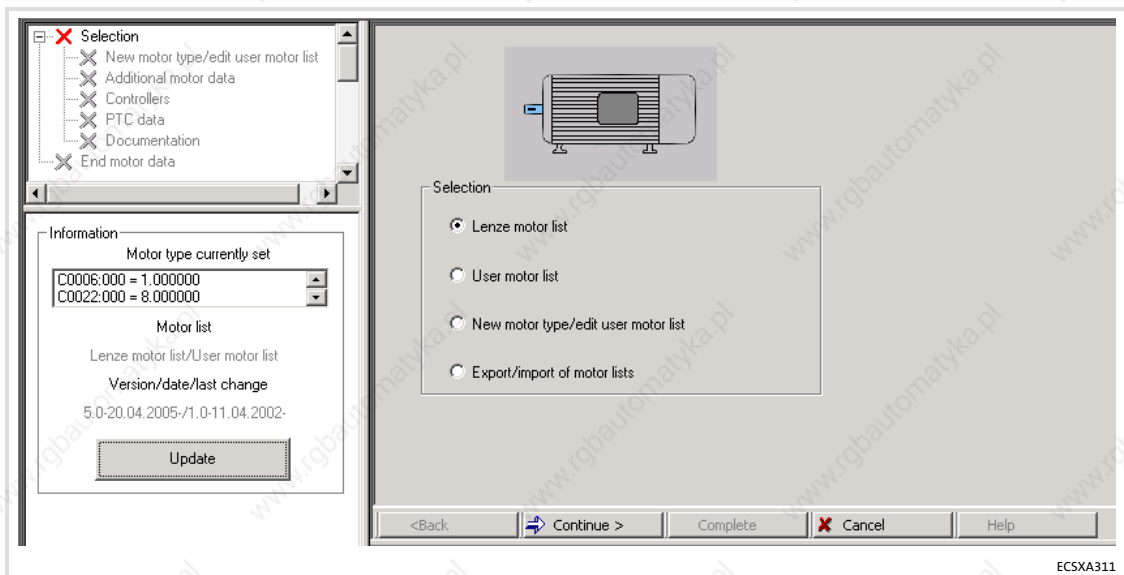 Selection
New motor type/edit user motor list
Additional motor data
Controllers
PTC data
Documentation
End motor data
Information
Motor type currently set
C0006:000 = 1.000000
C0022:000 = 8.000000
Motor list
Lenze motor list/User motor list
Version/date/last change
5.0-20.04.2005-/1.0-11.04.2002-
Update
Selection
Lenze motor list
User motor list
New motor type/edit user motor list
Export/import of motor lists
<Back
Continue >
Complete
Cancel
Help
ECSXA311
www.rgbautomatyka.pl